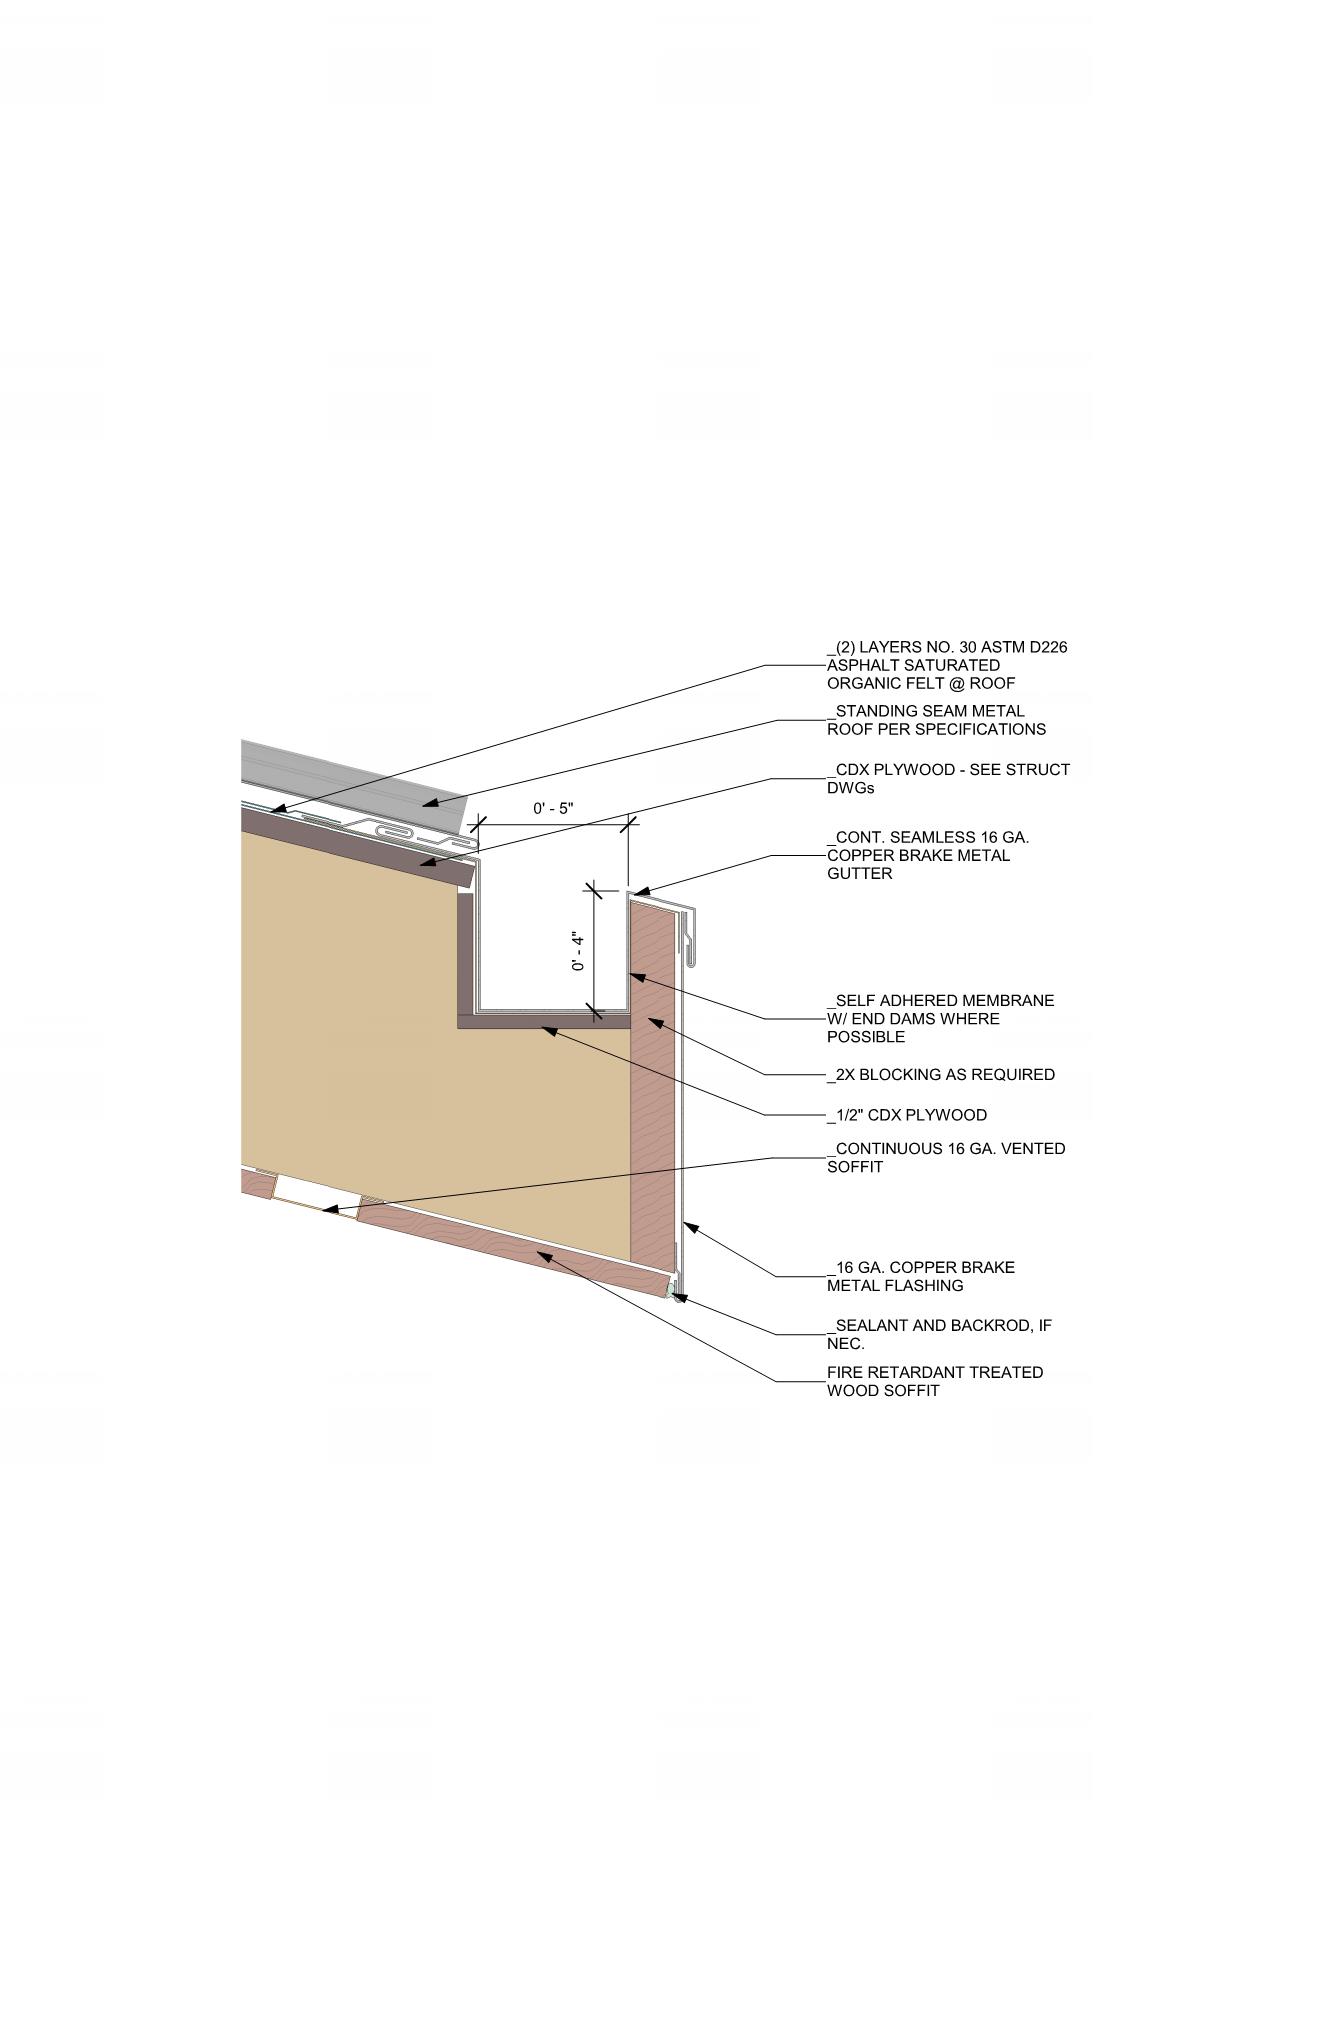 _(2) LAYERS NO. 30 ASTM D226
ASPHALT SATURATED
ORGANIC FELT @ ROOF
_STANDING SEAM METAL
ROOF PER SPECIFICATIONS
_CDX PLYWOOD - SEE STRUCT
DWGs
0' - 5"
_CONT. SEAMLESS 16 GA.
COPPER BRAKE METAL
GUTTER
0' - 4"
_SELF ADHERED MEMBRANE
W/ END DAMS WHERE
POSSIBLE
_2X BLOCKING AS REQUIRED
_1/2" CDX PLYWOOD
_CONTINUOUS 16 GA. VENTED
SOFFIT
_16 GA. COPPER BRAKE
METAL FLASHING
_SEALANT AND BACKROD, IF
NEC.
FIRE RETARDANT TREATED
WOOD SOFFIT